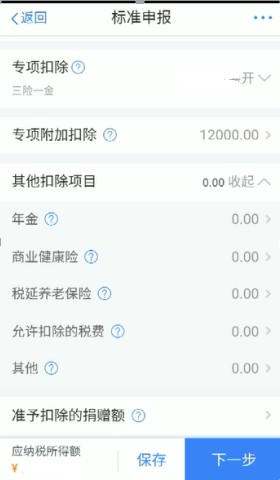 返回 标准申报
专项扣除 ? 开
三险一金
专项附加扣除 ? 12000.00
其他扣除项目 0.00 收起
年金 ? 0.00
商业健康险 ? 0.00
税延养老保险 ? 0.00
允许扣除的税费 ? 0.00
其他 ? 0.00
准予扣除的捐赠额 ?
应纳税所得额
¥
保存 下一步